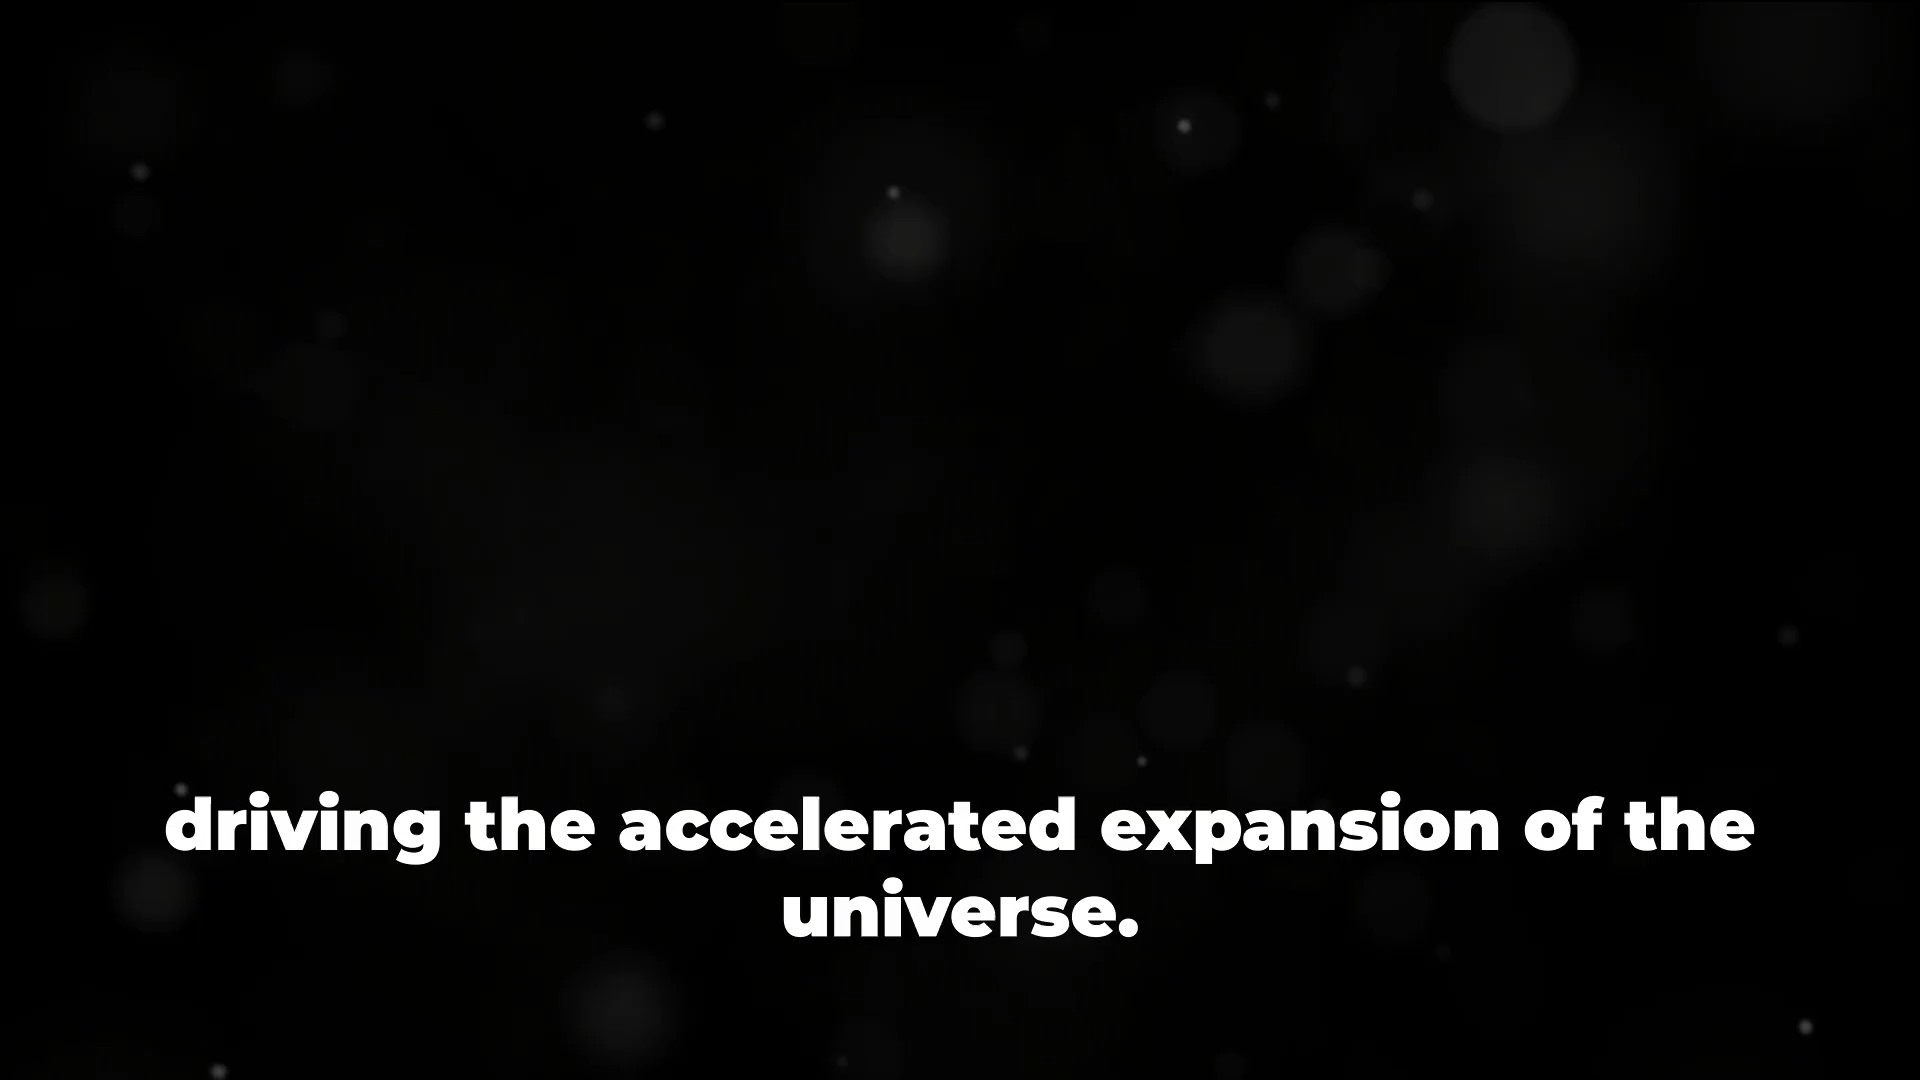 driving the accelerated expansion of the
universe.